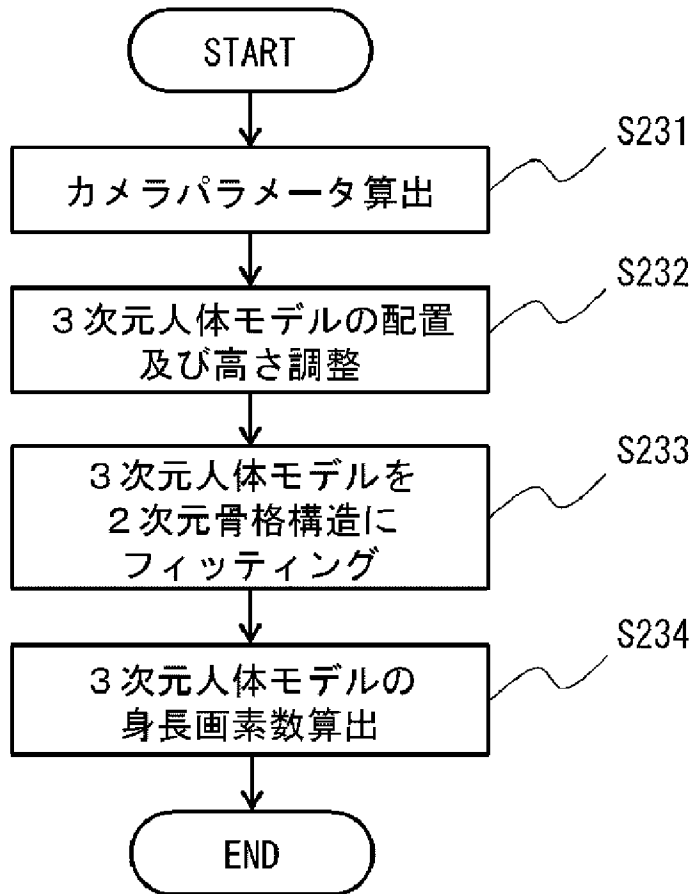 START
S231
カメラパラメータ算出
S232
３次元人体モデルの配置
及び高さ調整
S233
３次元人体モデルを
２次元骨格構造に
フィッティング
S234
３次元人体モデルの
身長画素数算出
END